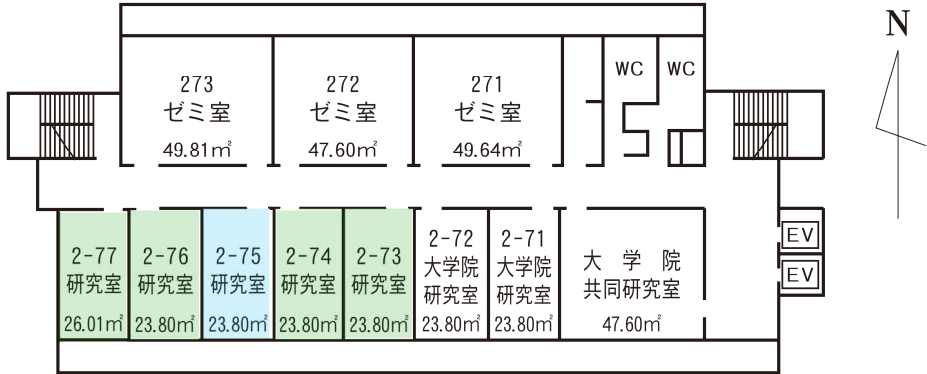 N
273
ゼミ室
49.81㎡
272
ゼミ室
47.60㎡
271
ゼミ室
49.64㎡
WC
WC
2-77
研究室
26.01㎡
2-76
研究室
23.80㎡
2-75
研究室
23.80㎡
2-74
研究室
23.80㎡
2-73
研究室
23.80㎡
2-72
大学院
研究室
23.80㎡
2-71
大学院
研究室
23.80㎡
大 学 院
共同研究室
47.60㎡
EV
EV